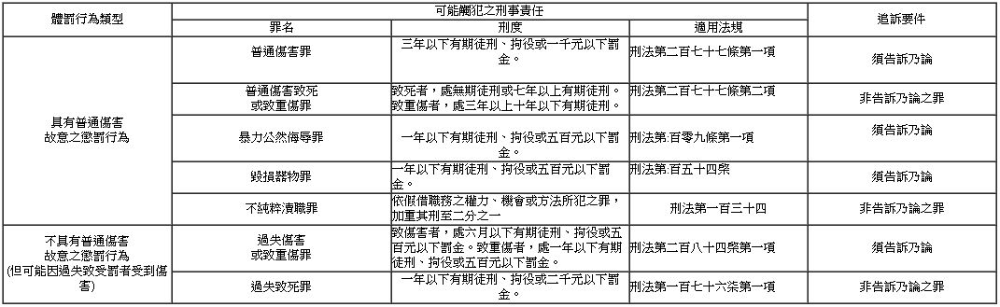 體罰行為類型
可能觸犯之刑事責任
追訴要件
罪名
刑度
適用法規
具有普通傷害
故意之懲罰行為
普通傷害罪
三年以下有期徒刑、拘役或一千元以下罰
金。
刑法第二百七十七條第一項
須告訴乃論
普通傷害致死
或致重傷罪
致死者，處無期徒刑或七年以上有期徒刑。
致重傷者，處三年以上十年以下有期徒刑。
刑法第二百七十七條第二項
非告訴乃論之罪
暴力公然侮辱罪
一年以下有期徒刑、拘役或五百元以下罰
金。
刑法第:百零九條第一項
須告訴乃論
毀損器物罪
一年以下有期徒刑、拘役或五百元以下罰
金。
刑法第:百五十四棨
須告訴乃論
不純粹瀆職罪
依假借職務之權力、機會或方法所犯之罪，
加重其刑至二分之一
刑法第一百三十四
非告訴乃論之罪
不具有普通傷害
故意之懲罰行為
(但可能因過失致受罰者受到傷
害)
過失傷害
或致重傷罪
致傷害者，處六月以下有期徒刑、拘役或五
百元以下罰金。致重傷者，處一年以下有期
徒刑、拘役或五百元以下罰金。
刑法第二百八十四棨第一項
須告訴乃論
過失致死罪
一年以下有期徒刑、拘役或二千元以下罰
金。
刑法第一百七十六柒第一項
非告訴乃論之罪